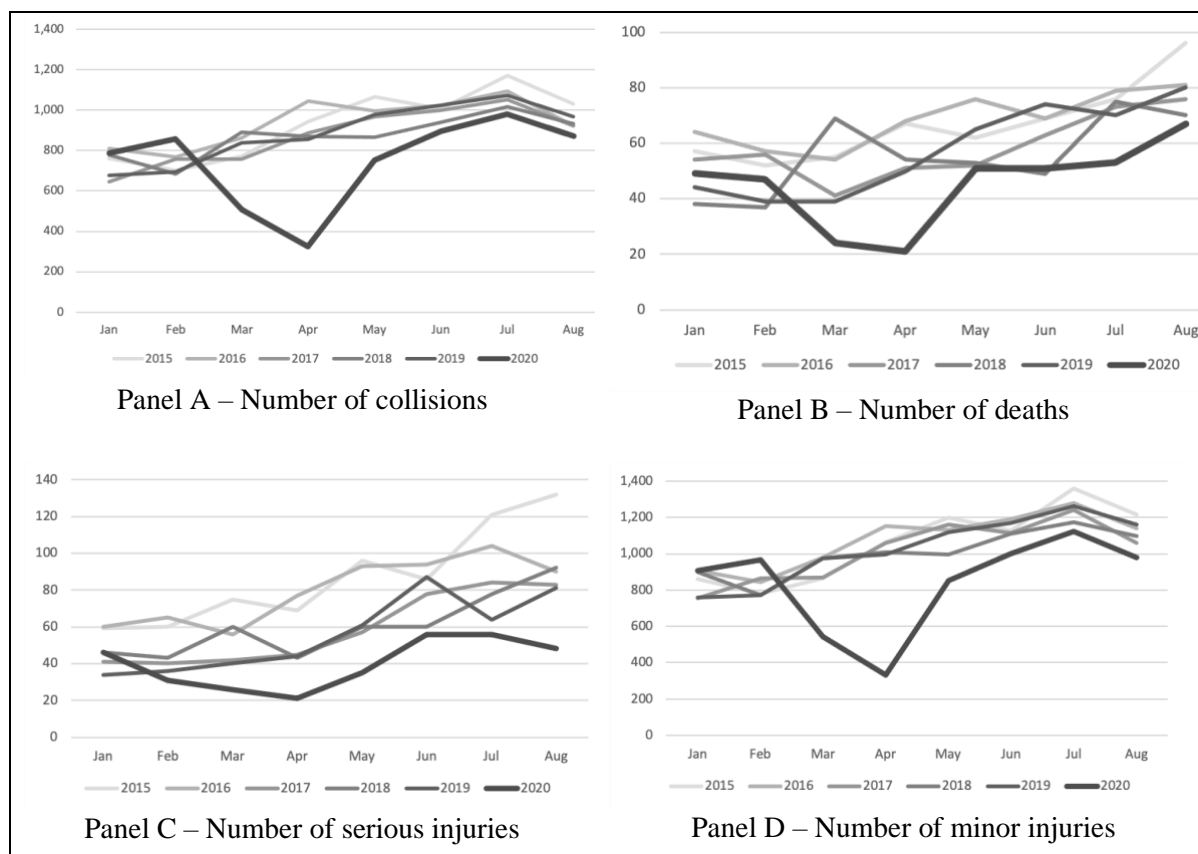 1,400
1,200
1,000
800
600
400
200
0
Jan Feb Mar Apr May Jun Jul Aug
2015 2016 2017 2018 2019 2020
Panel A – Number of collisions
100
80
60
40
20
0
Jan Feb Mar Apr May Jun Jul Aug
2015 2016 2017 2018 2019 2020
Panel B – Number of deaths
140
120
100
80
60
40
20
0
Jan Feb Mar Apr May Jun Jul Aug
2015 2016 2017 2018 2019 2020
Panel C – Number of serious injuries
1,400
1,200
1,000
800
600
400
200
0
Jan Feb Mar Apr May Jun Jul Aug
2015 2016 2017 2018 2019 2020
Panel D – Number of minor injuries